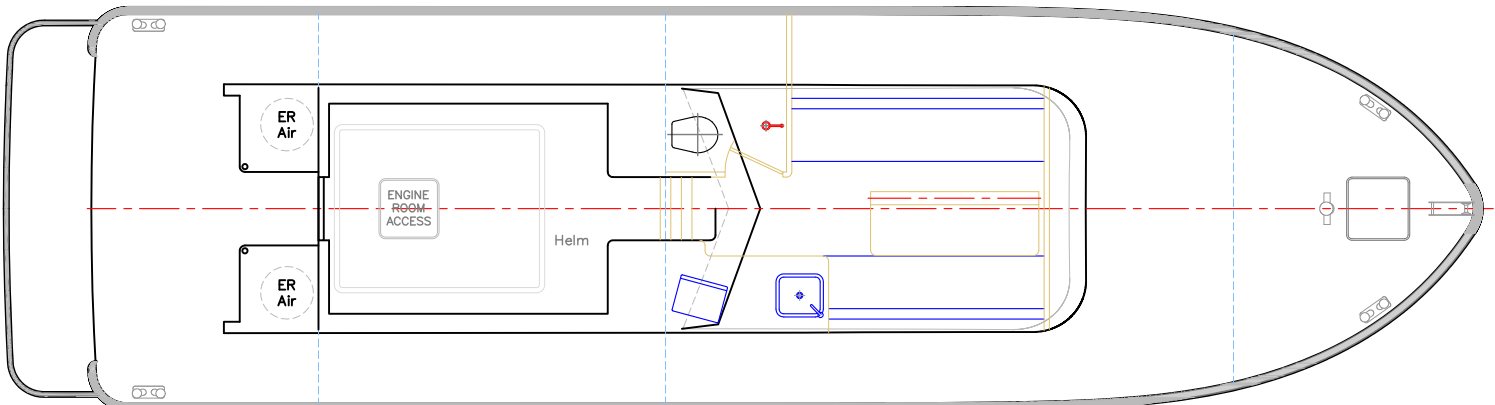 ER
Air
ENGINE
ROOM
ACCESS
Helm
ER
Air